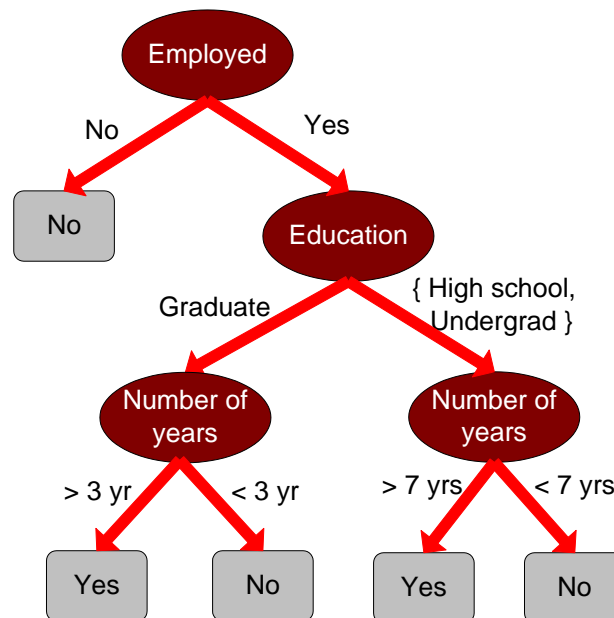 Employed
No
Yes
No
Education
Graduate
{ High school,
Undergrad }
Number of
years
Number of
years
> 3 yr
< 3 yr
> 7 yrs
< 7 yrs
Yes
No
Yes
No